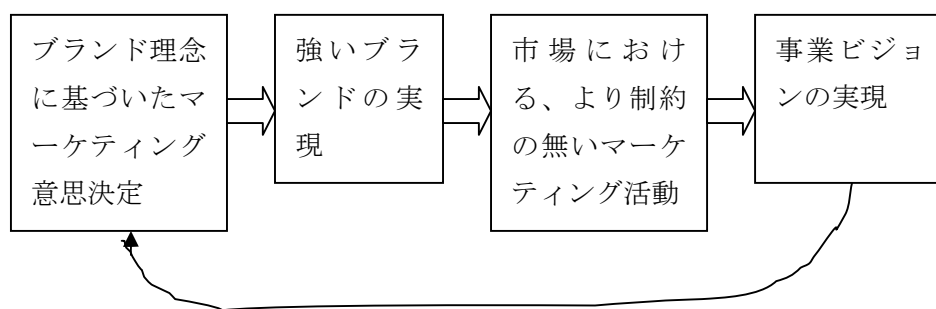 ブランド理念
に基づいたマ
ーケティング
意思決定
強いブラ
ンドの実
現
市場におけ
る、より制約
の無いマーケ
ティング活動
事業ビジョ
ンの実現